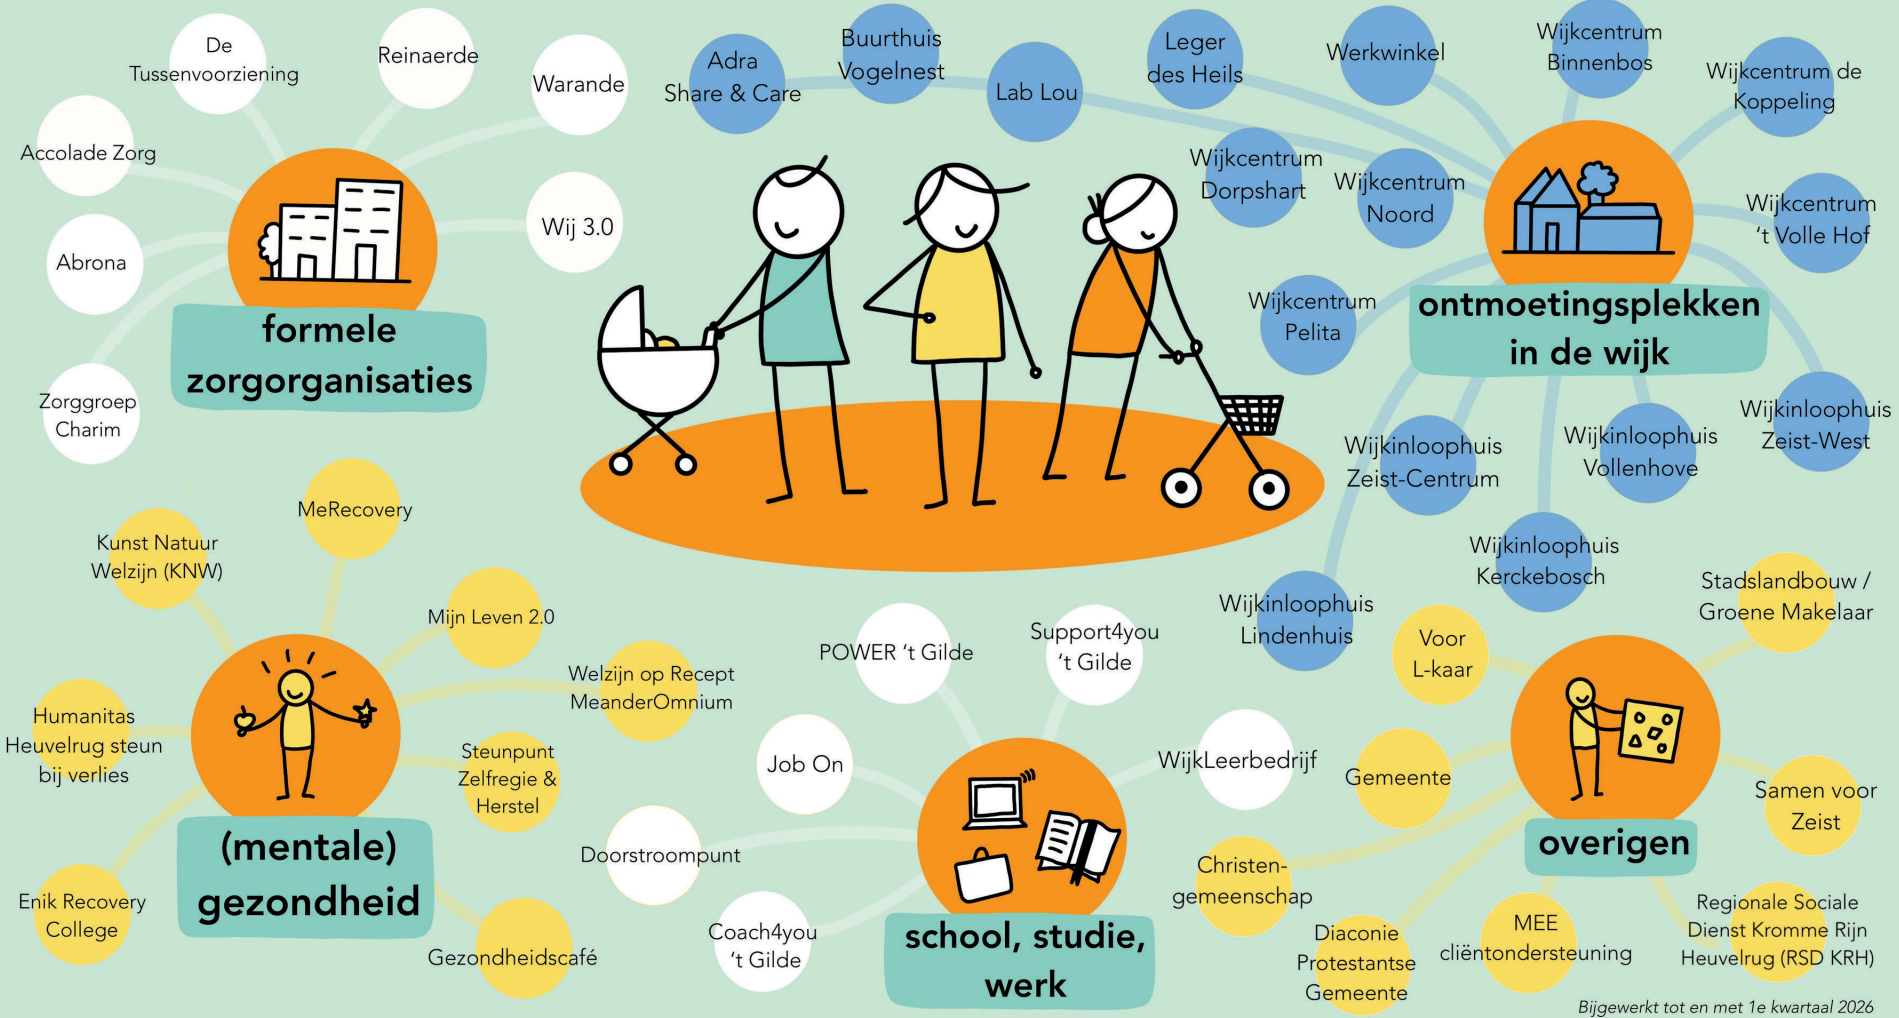 De
Tussenvoorziening
Reinaerde
Warande
Accolade Zorg
Wij 3.0
Abrona
formele
zorgorganisaties
Zorggroep
Charim
Adra
Share & Care
Buurthuis
Vogelnest
Lab Lou
Leger
des Heils
Werkwinkel
Wijkcentrum
Binnenbos
Wijkcentrum de
Koppeling
Wijkcentrum
Dorpshart
Wijkcentrum
Noord
Wijkcentrum
't Volle Hof
Wijkcentrum
Pelita
ontmoetingsplekken
in de wijk
Wijkinloophuis
Zeist-Centrum
Wijkinloophuis
Vollenhove
Wijkinloophuis
Zeist-West
Wijkinloophuis
Kerckebosch
Wijkinloophuis
Lindenhuis
MeRecovery
Kunst Natuur
Welzijn (KNW)
Mijn Leven 2.0
Welzijn op Recept
MeanderOmnium
Humanitas
Heuvelrug steun
bij verlies
Steunpunt
Zelfregie &
Herstel
(mentale)
gezondheid
Enik Recovery
College
Gezondheidscafé
POWER 't Gilde
Support4you
't Gilde
Job On
WijkLeerbedrijf
Doorstroompunt
Coach4you
't Gilde
school, studie,
werk
Stadslandbouw /
Groene Makelaar
Voor
L-kaar
Gemeente
Samen voor
Zeist
overigen
Christen-
gemeenschap
Diaconie
Protestantse
Gemeente
MEE
cliëntondersteuning
Regionale Sociale
Dienst Kromme Rijn
Heuvelrug (RSD KRH)
Bijgewerkt tot en met 1e kwartaal 2026